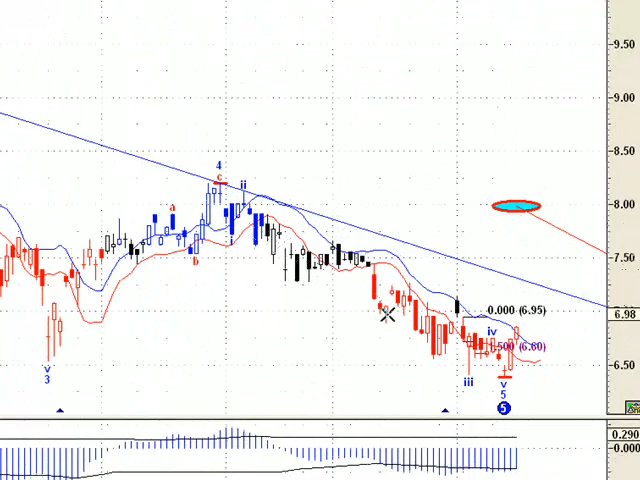 9.50
9.00
8.50
4
c
ii
a
8.00
i
b
7.50
0.000 (6.95)
6.98
iv
.500 (6.80)
v
3
iii
v
5
5
6.50
0.290
0.000